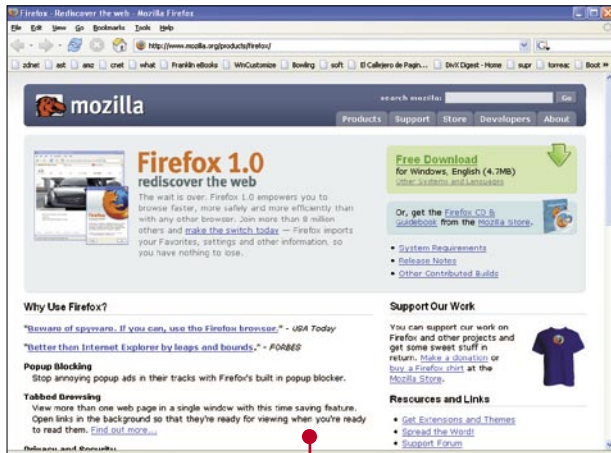 Firefox - Rediscover the web - Mozilla Firefox
File Edit View Go Bookmarks Tools Help
http://www.mozilla.org/products/firefox/
zdnet ast amz cnet what Franklin eBooks WinCustomize Bowling soft El Callejero de Pagin... DivX Digest - Home supr torreac Boot »
mozilla
search mozilla: Go
Products Support Store Developers About
Firefox 1.0
rediscover the web
The wait is over. Firefox 1.0 empowers you to
browse faster, more safely and more efficiently than
with any other browser. Join more than 8 million
others and make the switch today — Firefox imports
your Favorites, settings and other information, so
you have nothing to lose.
Free Download
for Windows, English (4.7MB)
Other Systems and Languages
Or, get the Firefox CD &
Guidebook from the Mozilla Store.
• System Requirements
• Release Notes
• Other Contributed Builds
Why Use Firefox?
"Beware of spyware. If you can, use the Firefox browser." - USA Today
"Better than Internet Explorer by leaps and bounds." - FORBES
Popup Blocking
Stop annoying popup ads in their tracks with Firefox's built in popup blocker.
Tabbed Browsing
View more than one web page in a single window with this time saving feature.
Open links in the background so that they're ready for viewing when you're ready
to read them. Find out more...
Privacy and Security
Support Our Work
You can support our work on
Firefox and other projects and
get some sweet stuff in
return. Make a donation or
buy a Firefox shirt at the
Mozilla Store.
Resources and Links
• Get Extensions and Themes
• Spread the Word!
• Support Forum